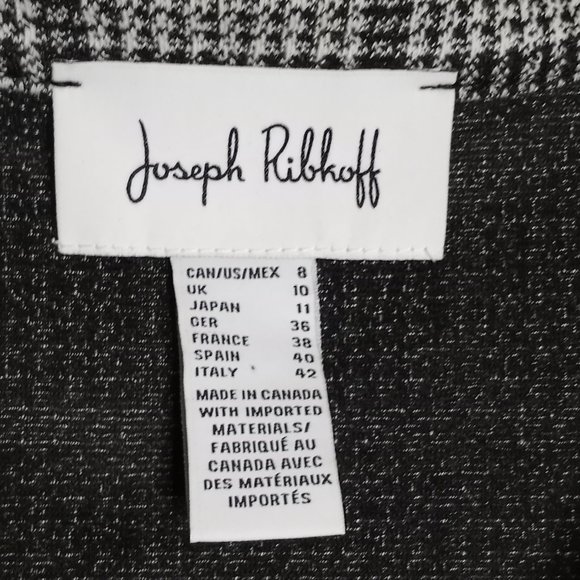 Joseph Ribkoff
CAN/US/MEX 8
UK 10
JAPAN 11
GER 36
FRANCE 38
SPAIN 40
ITALY 42
MADE IN CANADA
WITH IMPORTED
MATERIALS/
FABRIQUÉ AU
CANADA AVEC
DES MATÉRIAUX
IMPORTÉS